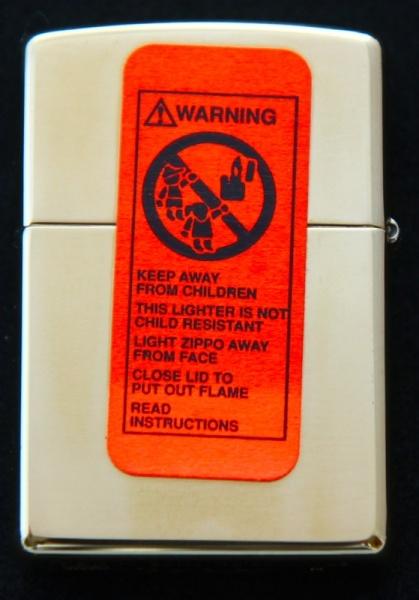 WARNING
KEEP AWAY
FROM CHILDREN
THIS LIGHTER IS NOT
CHILD RESISTANT
LIGHT ZIPPO AWAY
FROM FACE
CLOSE LID TO
PUT OUT FLAME
READ
INSTRUCTIONS